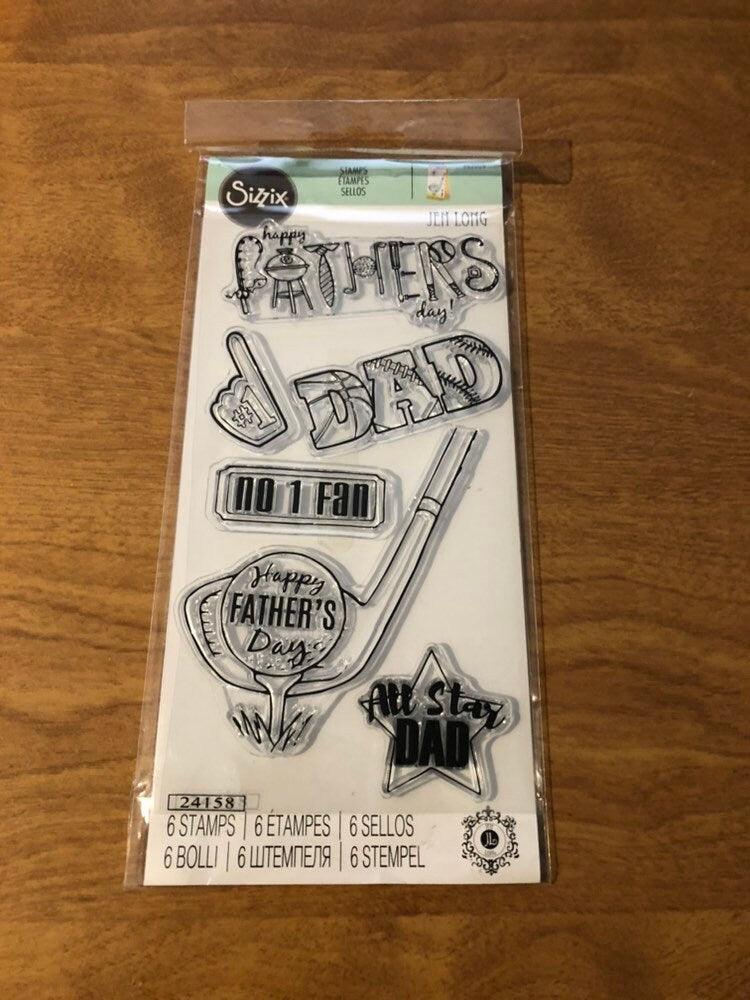 Sizzix
STAMPS
ÉTAMPES
SELLOS
JEN LONG
happy
FATHERS
day!
#1
DAD
no 1 Fan
Happy
FATHER'S
Day
All Star
DAD
24158
6 STAMPS | 6 ÉTAMPES | 6 SELLOS
6 BOLLI | 6 ШТЕМПЕЛЯ | 6 STEMPEL